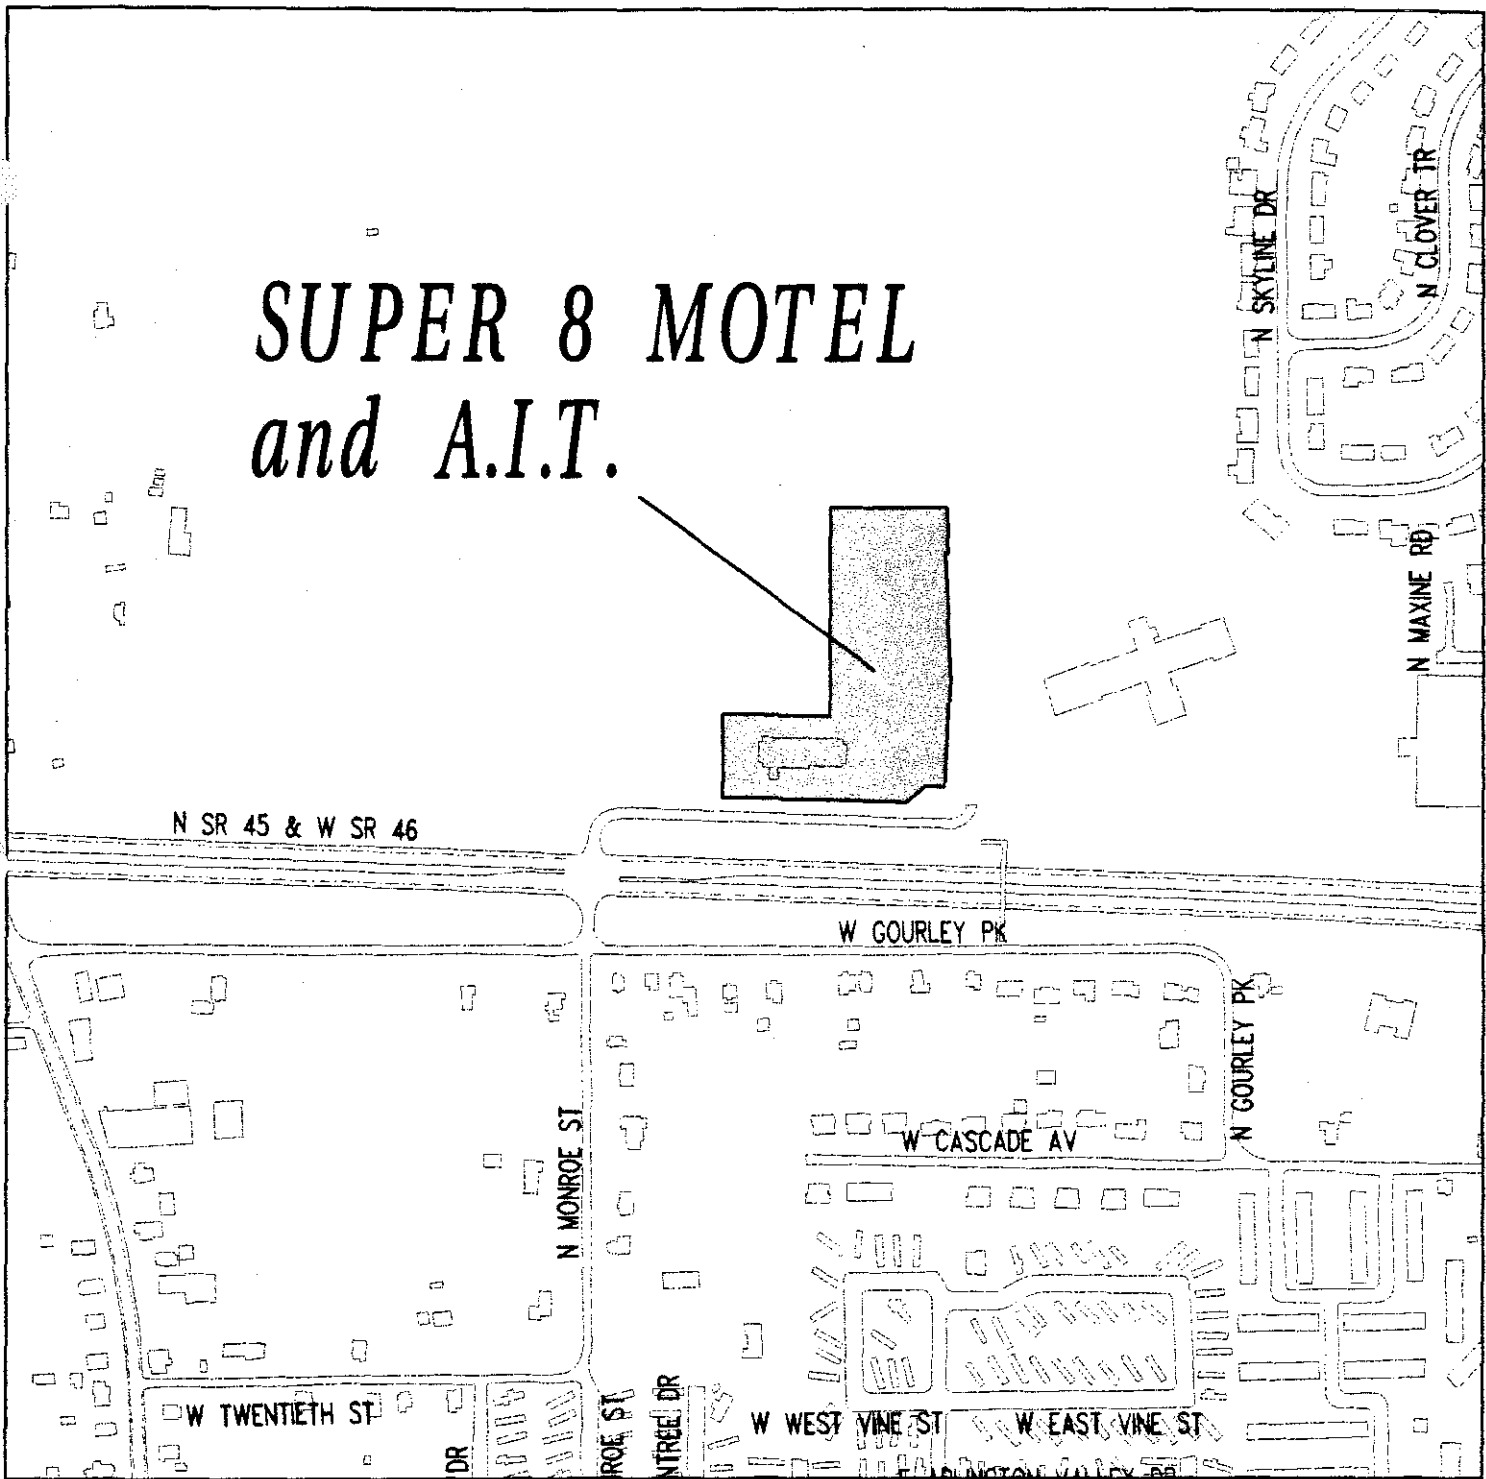 N SKYLINE DR
N CLOVER TR
SUPER 8 MOTEL
and A.I.T.
N MAXINE RD
N SR 45 & W SR 46
W GOURLEY PK
N GOURLEY PK
W CASCADE AV
N MONROE ST
W TWENTIETH ST
DR
ROE ST
NTREE DR
W WEST VINE ST
W EAST VINE ST
VALLEY